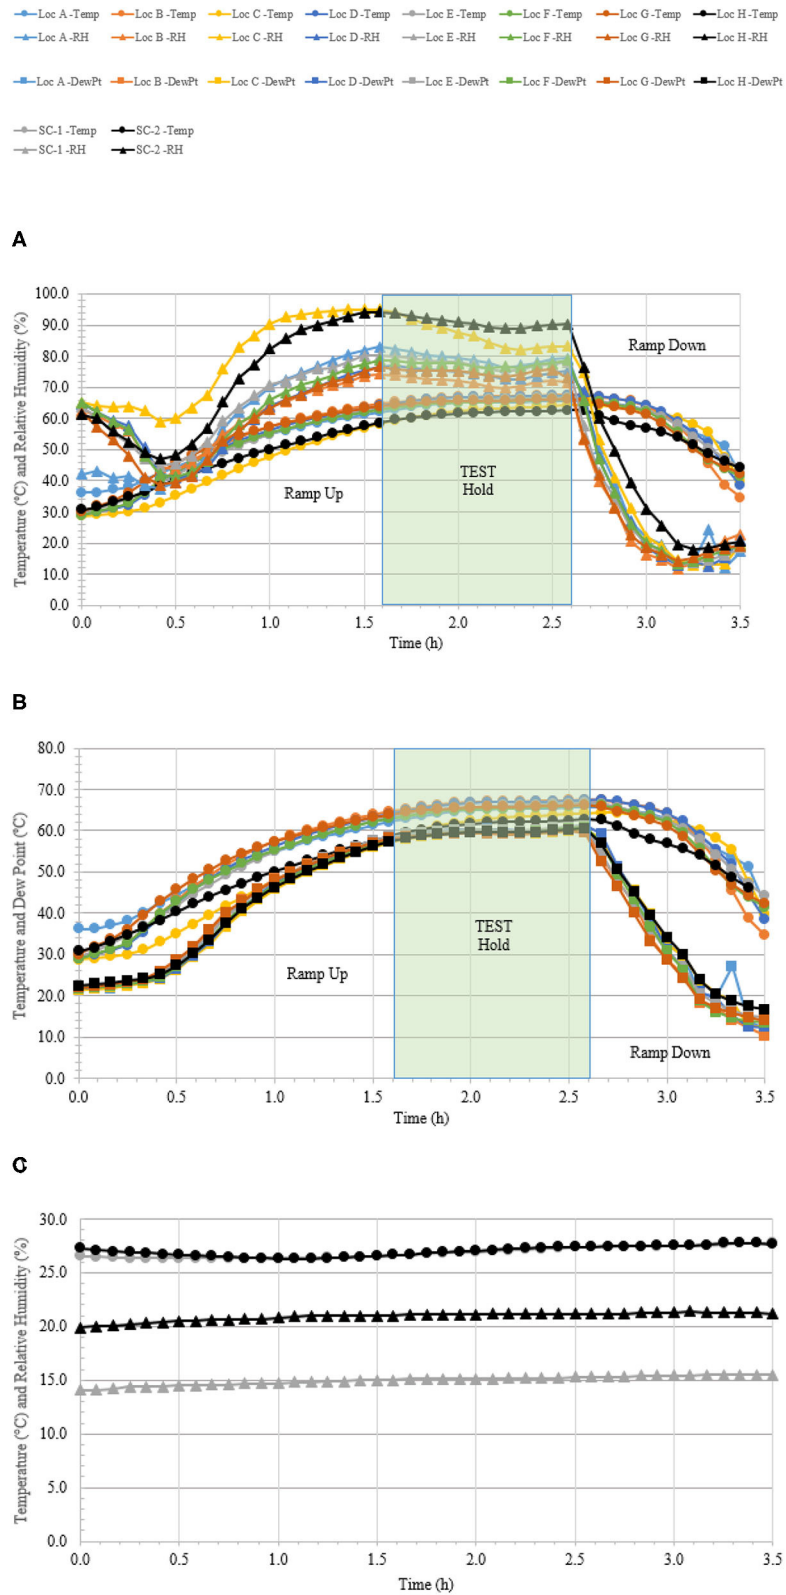 Loc A -Temp Loc B -Temp Loc C -Temp Loc D -Temp Loc E -Temp Loc F -Temp Loc G -Temp Loc H -Temp
Loc A -RH Loc B -RH Loc C -RH Loc D -RH Loc E -RH Loc F -RH Loc G -RH Loc H -RH
Loc A -DewPt Loc B -DewPt Loc C -DewPt Loc D -DewPt Loc E -DewPt Loc F -DewPt Loc G -DewPt Loc H -DewPt
SC-1 -Temp SC-2 -Temp
SC-1 -RH SC-2 -RH
A
Temperature (°C) and Relative Humidity (%)
100.0
90.0
80.0
70.0
60.0
50.0
40.0
30.0
20.0
10.0
0.0
Ramp Down
TEST
Hold
Ramp Up
0.0 0.5 1.0 1.5 2.0 2.5 3.0 3.5
Time (h)
B
Temperature and Dew Point (°C)
80.0
70.0
60.0
50.0
40.0
30.0
20.0
10.0
0.0
TEST
Hold
Ramp Up
Ramp Down
0.0 0.5 1.0 1.5 2.0 2.5 3.0 3.5
Time (h)
C
Temperature (°C) and Relative Humidity (%)
30.0
25.0
20.0
15.0
10.0
5.0
0.0
0.0 0.5 1.0 1.5 2.0 2.5 3.0 3.5
Time (h)